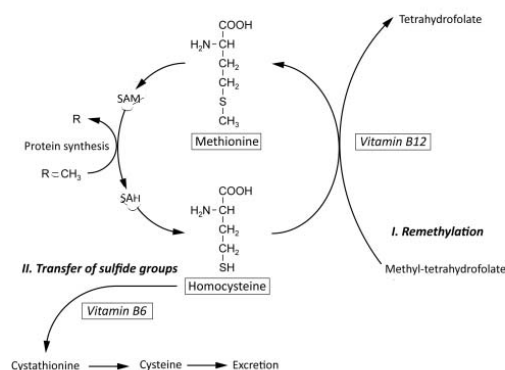 COOH
Tetrahydrofolate
H₂N–CH
CH₂
CH₂
SAM
S
R
CH₃
Protein synthesis
Methionine
Vitamin B12
R=CH₃
COOH
SAH
H₂N–CH
CH₂
I. Remethylation
CH₂
II. Transfer of sulfide groups
SH
Methyl-tetrahydrofolate
Homocysteine
Vitamin B6
Cystathionine
Cysteine
Excretion